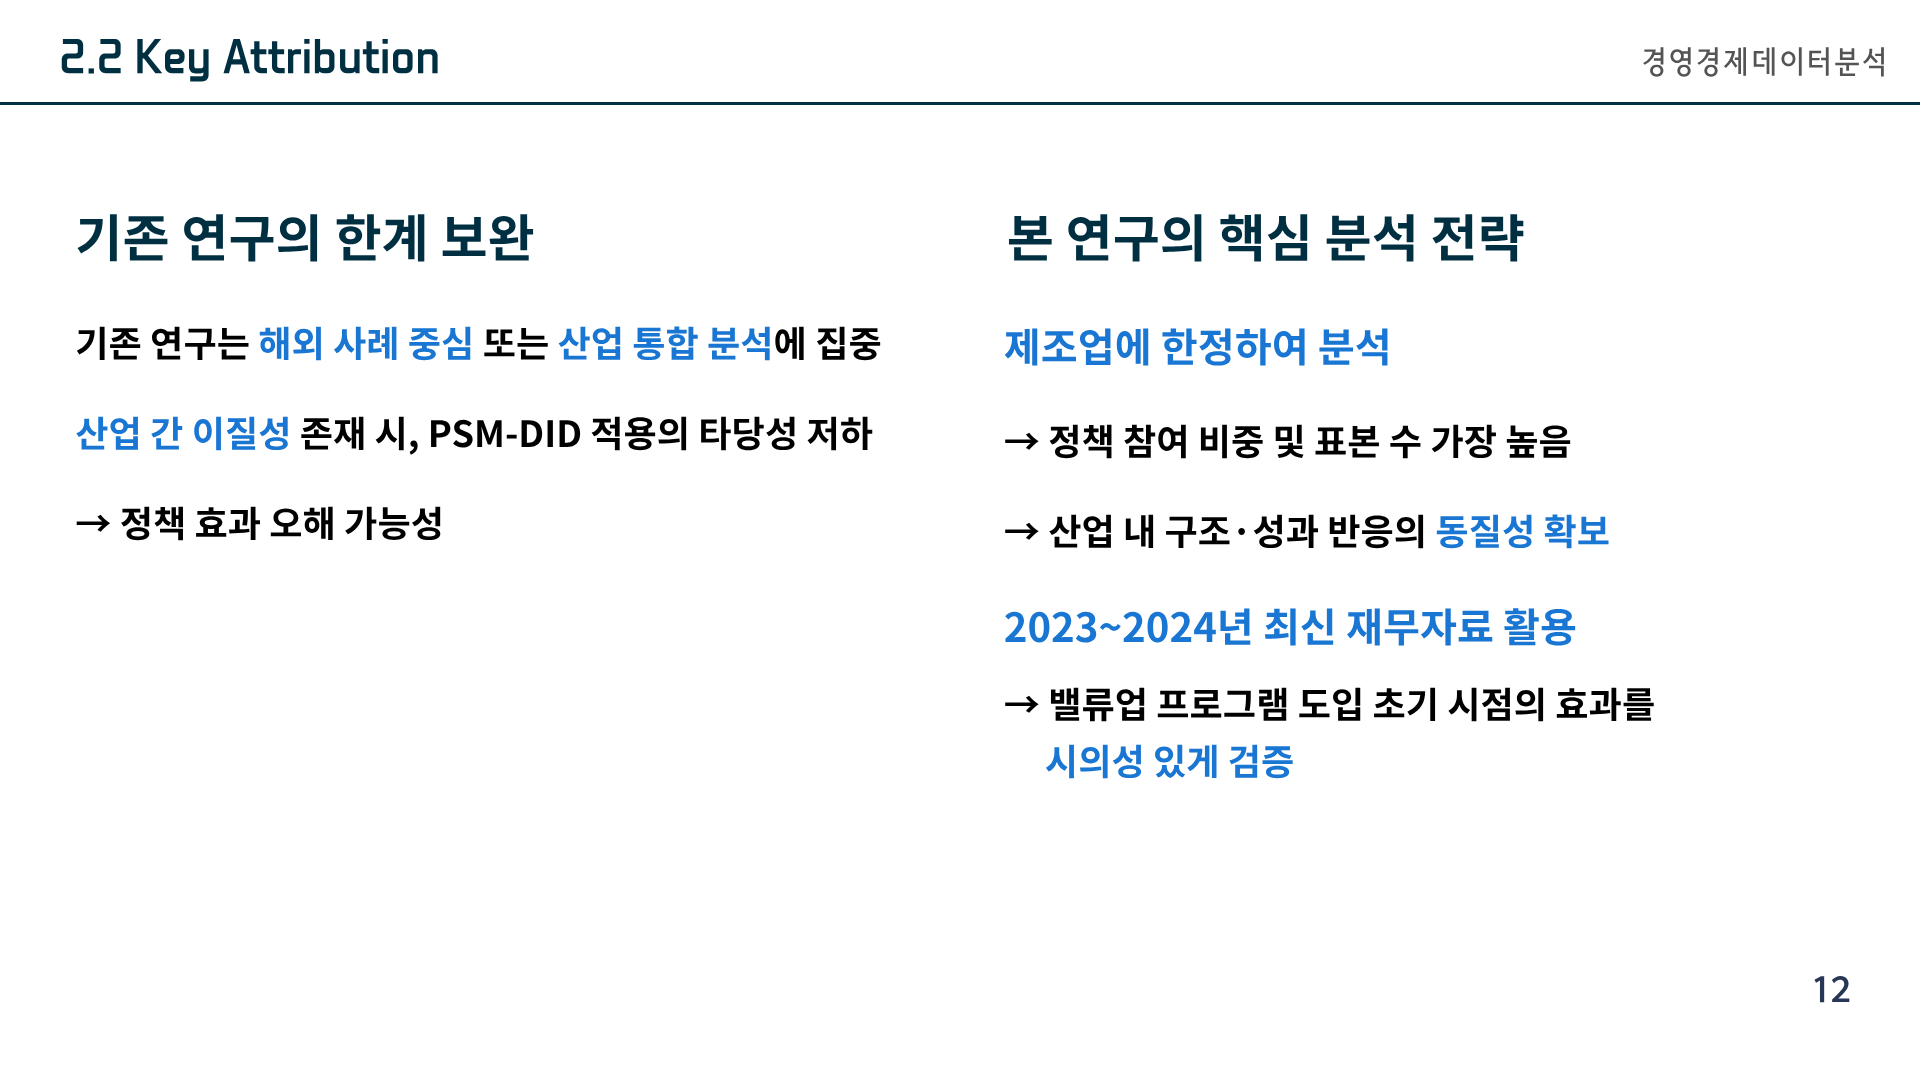 2.2 Key Attribution
경영경제데이터분석
기존 연구의 한계 보완
기존 연구는 해외 사례 중심 또는 산업 통합 분석에 집중
산업 간 이질성 존재 시, PSM-DID 적용의 타당성 저하
→ 정책 효과 오해 가능성
본 연구의 핵심 분석 전략
제조업에 한정하여 분석
→ 정책 참여 비중 및 표본 수 가장 높음
→ 산업 내 구조·성과 반응의 동질성 확보
2023~2024년 최신 재무자료 활용
→ 밸류업 프로그램 도입 초기 시점의 효과를
시의성 있게 검증
12